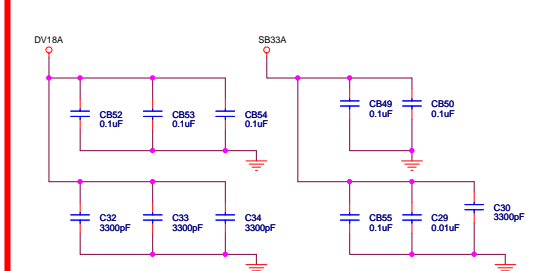 DV18A
SB33A
CB52
0.1uF
CB53
0.1uF
CB54
0.1uF
CB49
0.1uF
CB50
0.1uF
C32
3300pF
C33
3300pF
C34
3300pF
CB55
0.1uF
C29
0.01uF
C30
3300pF